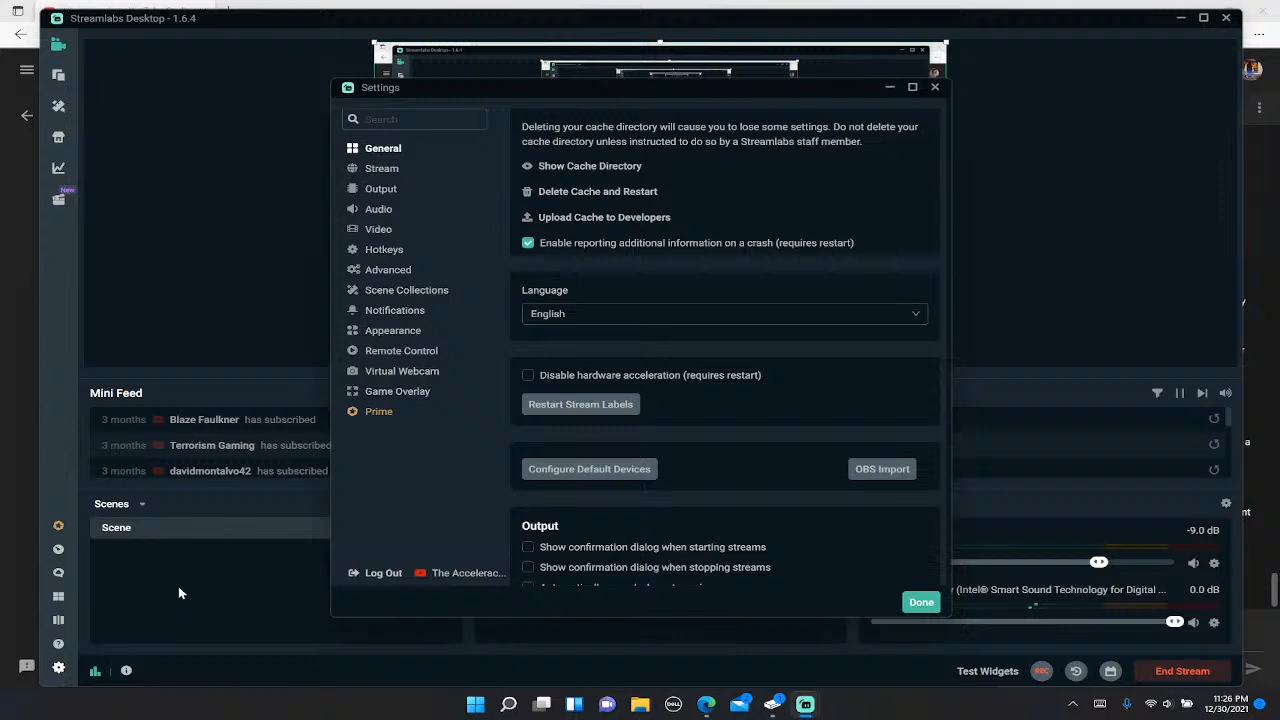 Streamlabs Desktop - 1.6.4
Settings
Search
General
Stream
Output
Audio
Video
Hotkeys
Advanced
Scene Collections
Notifications
Appearance
Remote Control
Virtual Webcam
Game Overlay
Prime
Log Out
The Accelerac...
Deleting your cache directory will cause you to lose some settings. Do not delete your
cache directory unless instructed to do so by a Streamlabs staff member.
Show Cache Directory
Delete Cache and Restart
Upload Cache to Developers
Enable reporting additional information on a crash (requires restart)
Language
English
Disable hardware acceleration (requires restart)
Restart Stream Labels
Configure Default Devices
OBS Import
Output
Show confirmation dialog when starting streams
Show confirmation dialog when stopping streams
Done
New
Mini Feed
3 months Blaze Faulkner has subscribed
3 months Terrorism Gaming has subscribed
3 months davidmontalvo42 has subscribed
Scenes
Scene
-9.0 dB
(Intel® Smart Sound Technology for Digital ... 0.0 dB
Test Widgets
REC
End Stream
DELL
11:26 PM
12/30/2021